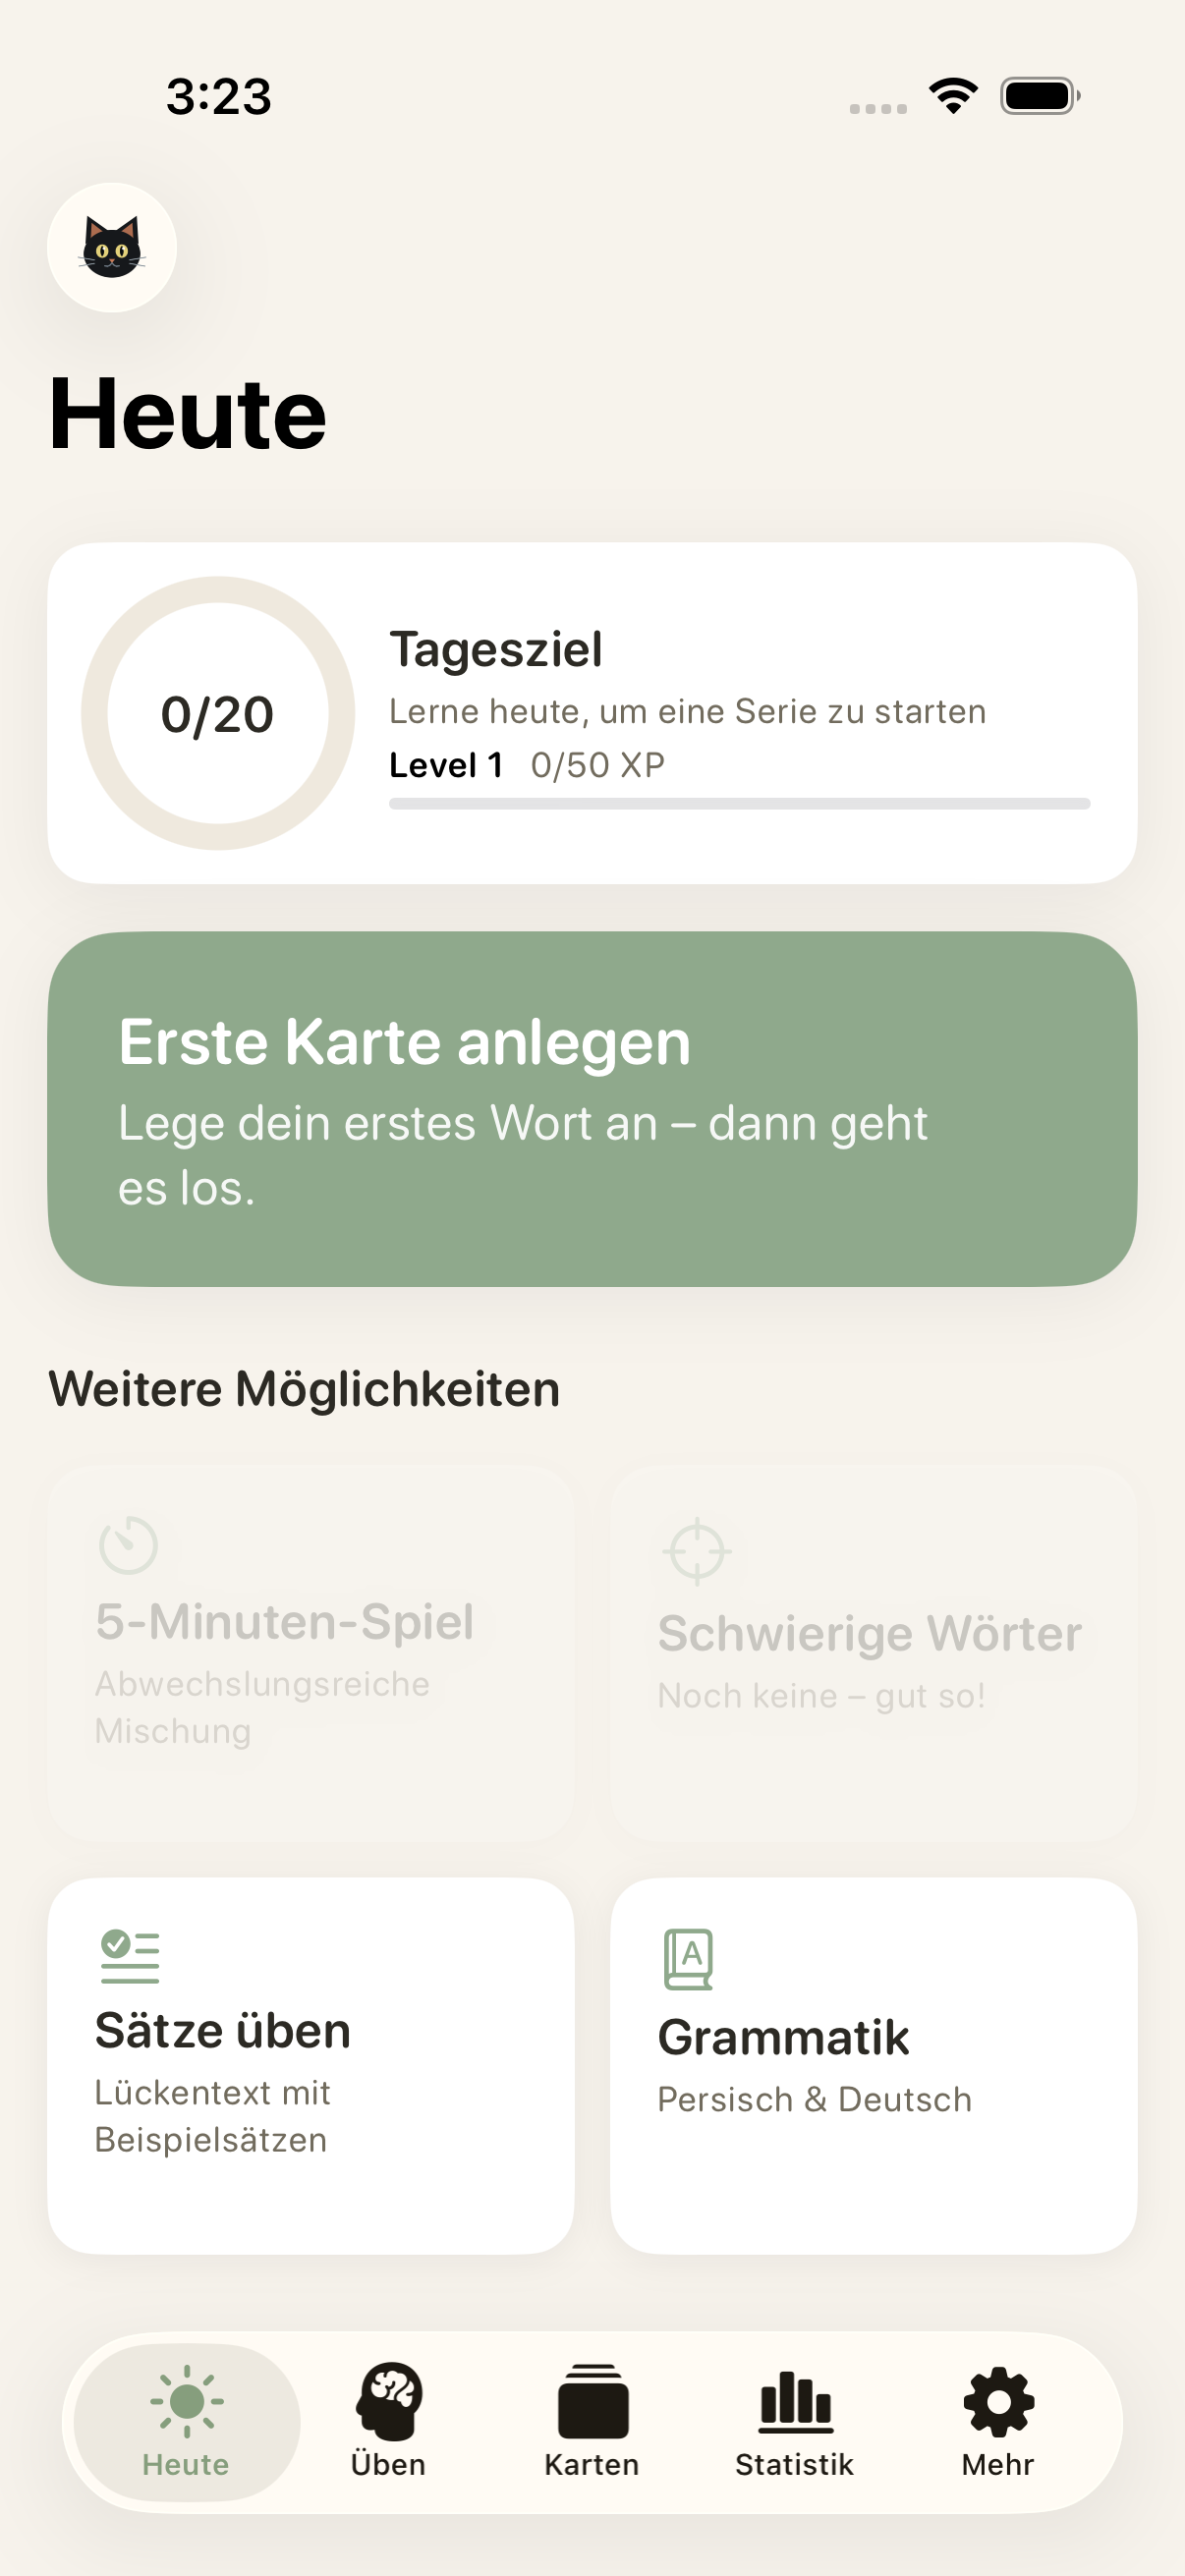 3:23
Heute
0/20
Tagesziel
Lerne heute, um eine Serie zu starten
Level 1 0/50 XP
Erste Karte anlegen
Lege dein erstes Wort an – dann geht
es los.
Weitere Möglichkeiten
5-Minuten-Spiel
Abwechslungsreiche
Mischung
Schwierige Wörter
Noch keine – gut so!
Sätze üben
Lückentext mit
Beispielsätzen
A
Grammatik
Persisch & Deutsch
Heute
Üben
Karten
Statistik
Mehr